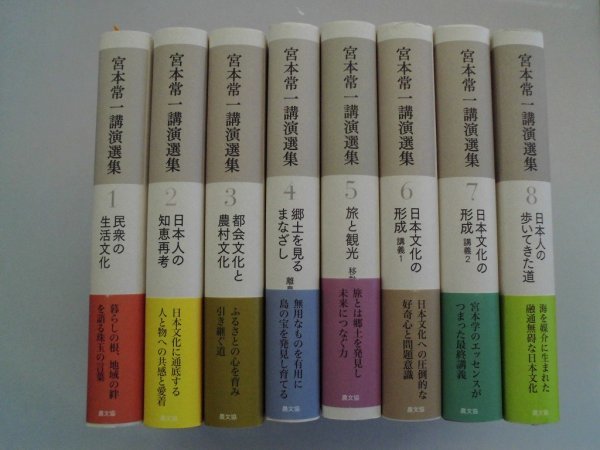 宮本常一講演選集
1
民衆の
生活文化
暮らしの根、地域の絆
を語る珠玉の言葉
農文協
宮本常一講演選集
2
日本人の
知恵再考
日本文化に通底する
人と物への共感と愛着
農文協
宮本常一講演選集
3
都会文化と
農村文化
ふるさとの心を育み
引き継ぐ道
農文協
宮本常一講演選集
4
郷土を見る
まなざし
離島
無用なものを有用に
島の宝を発見し育てる
農文協
宮本常一講演選集
5
旅と観光
移動
旅とは郷土を発見し
未来につなぐ力
農文協
宮本常一講演選集
6
日本文化の
形成 講義1
日本文化への圧倒的な
好奇心と問題意識
農文協
宮本常一講演選集
7
日本文化の
形成 講義2
宮本学のエッセンスが
つまった最終講義
農文協
宮本常一講演選集
8
日本人の
歩いてきた道
海を媒介に生まれた
融通無碍な日本文化
農文協